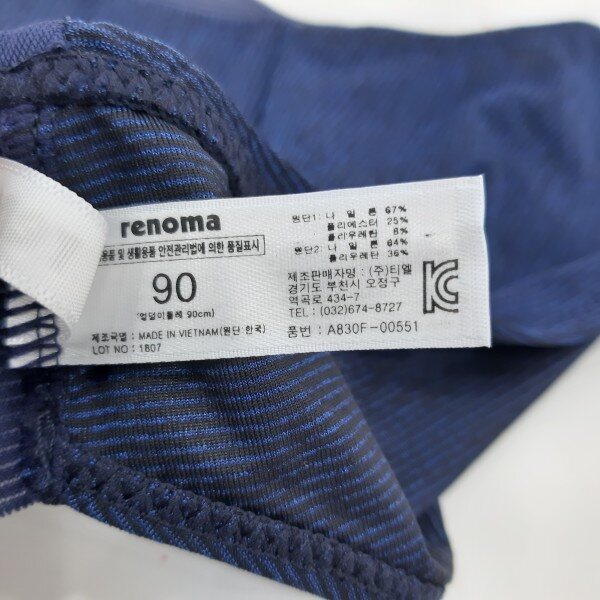 renoma
용품 및 생활용품 안전관리법에 의한 품질표시
90
(엉덩이둘레 90cm)
제조국명 : MADE IN VIETNAM(원단:한국)
LOT NO : 1807
원단1 : 나 일 론 67%
폴리에스터 25%
폴리우레탄 8%
원단2 : 나 일 론 64%
폴리우레탄 36%
제조판매자명 : (주)티엘
경기도 부천시 오정구
역곡로 434-7
TEL : (032)674-8727
품번 : A830F-00551